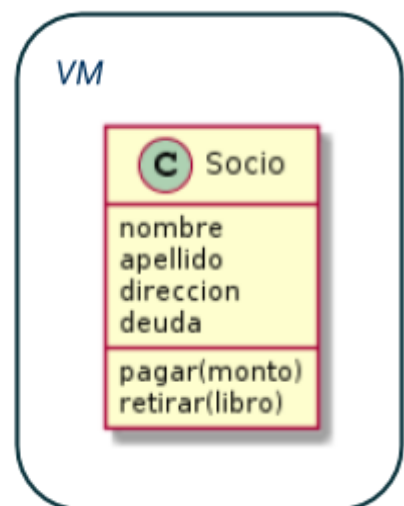 VM
C Socio
nombre
apellido
direccion
deuda
pagar(monto)
retirar(libro)